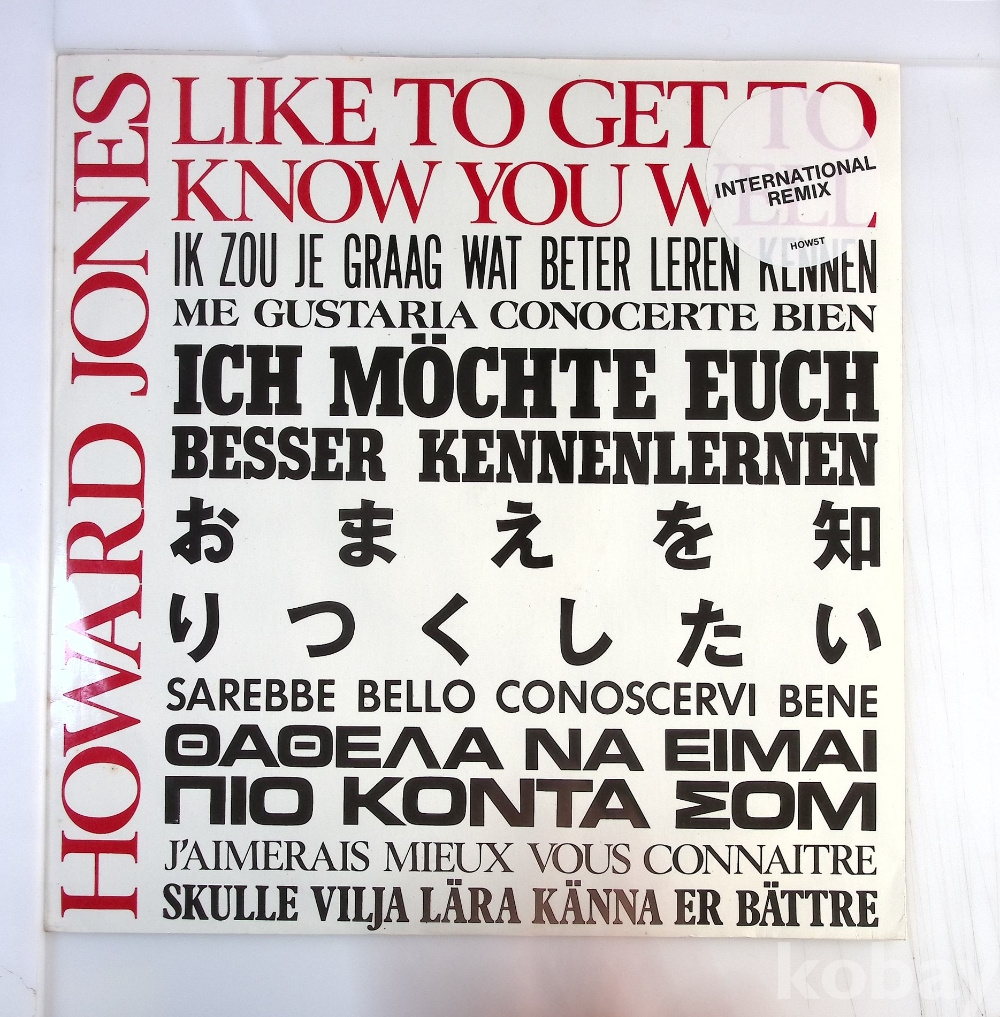 HOWARD JONES
LIKE TO GET TO
KNOW YOU WELL
INTERNATIONAL
REMIX
HOW5T
IK ZOU JE GRAAG WAT BETER LEREN KENNEN
ME GUSTARIA CONOCERTE BIEN
ICH MÖCHTE EUCH
BESSER KENNENLERNEN
おまえを知
りつくしたい
SAREBBE BELLO CONOSCERVI BENE
ΘΑΘΕΛΑ ΝΑ ΕΙΜΑΙ
ΠΙΟ ΚΟΝΤΑ ΣΟΜ
J'AIMERAIS MIEUX VOUS CONNAITRE
SKULLE VILJA LÄRA KÄNNA ER BÄTTRE
kobay